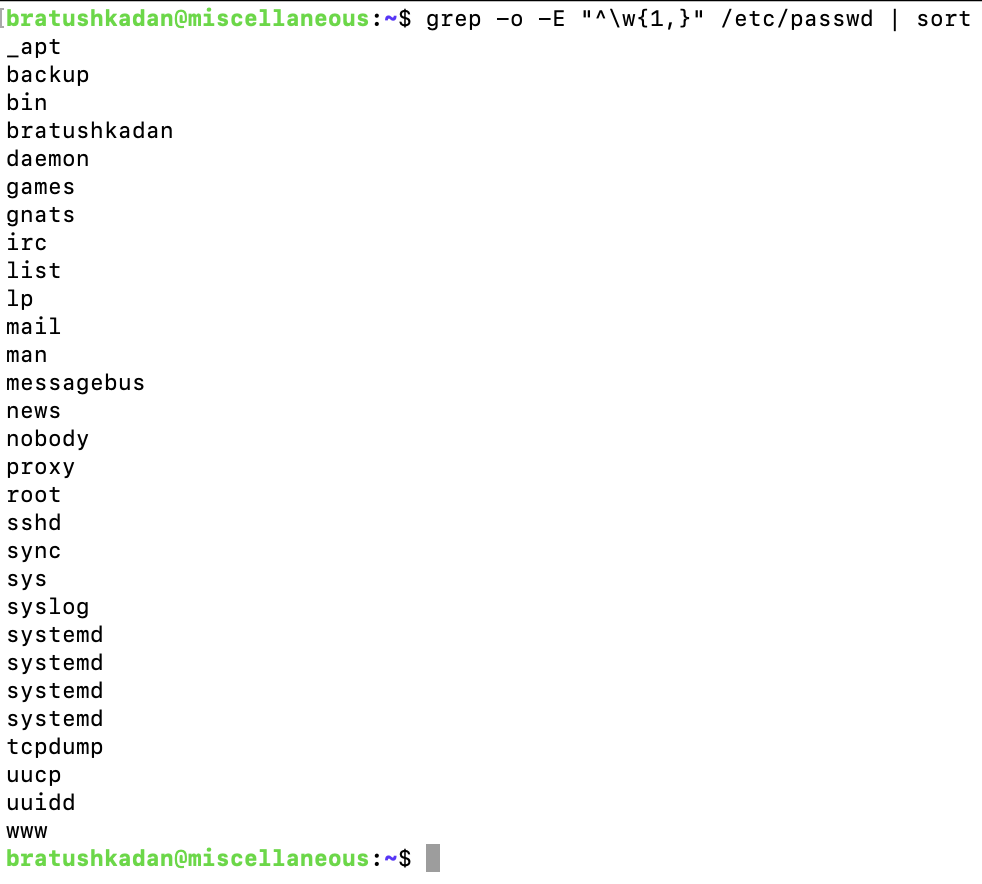 [bratushkadan@miscellaneous:~$ grep -o -E "^\w{1,}" /etc/passwd | sort
_apt
backup
bin
bratushkadan
daemon
games
gnats
irc
list
lp
mail
man
messagebus
news
nobody
proxy
root
sshd
sync
sys
syslog
systemd
systemd
systemd
systemd
tcpdump
uucp
uuidd
www
bratushkadan@miscellaneous:~$